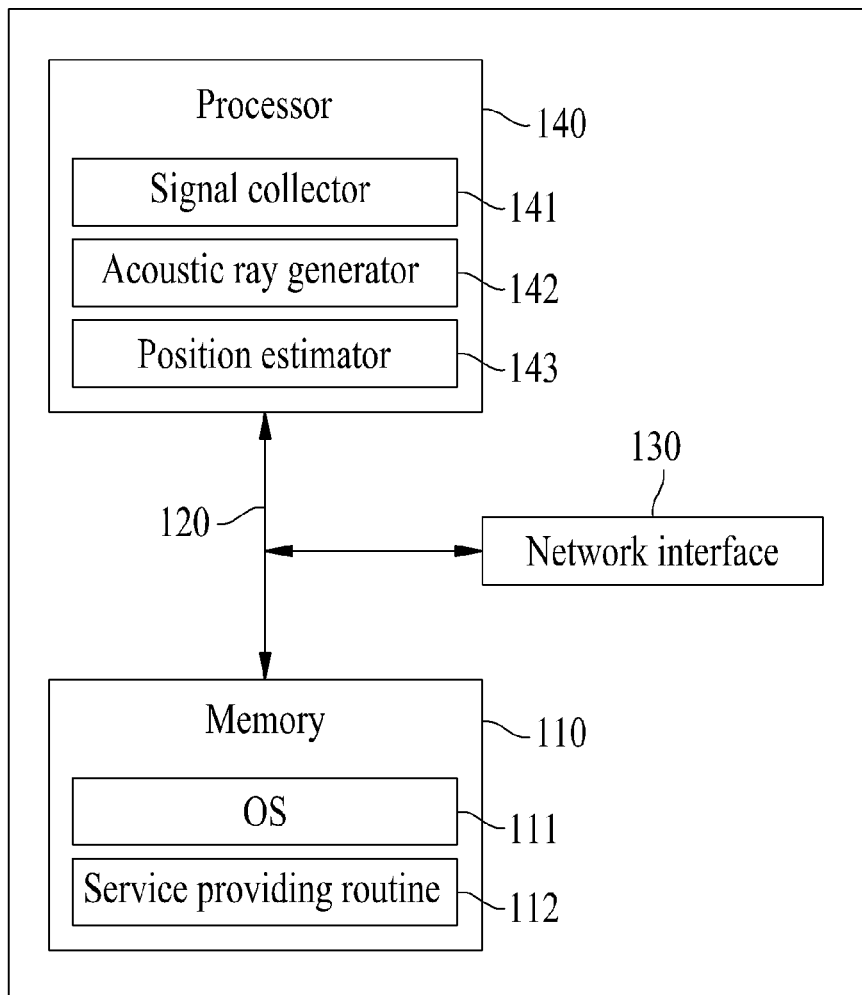 Processor
140
Signal collector
141
Acoustic ray generator
142
Position estimator
143
130
120
Network interface
Memory
110
OS
111
Service providing routine
112